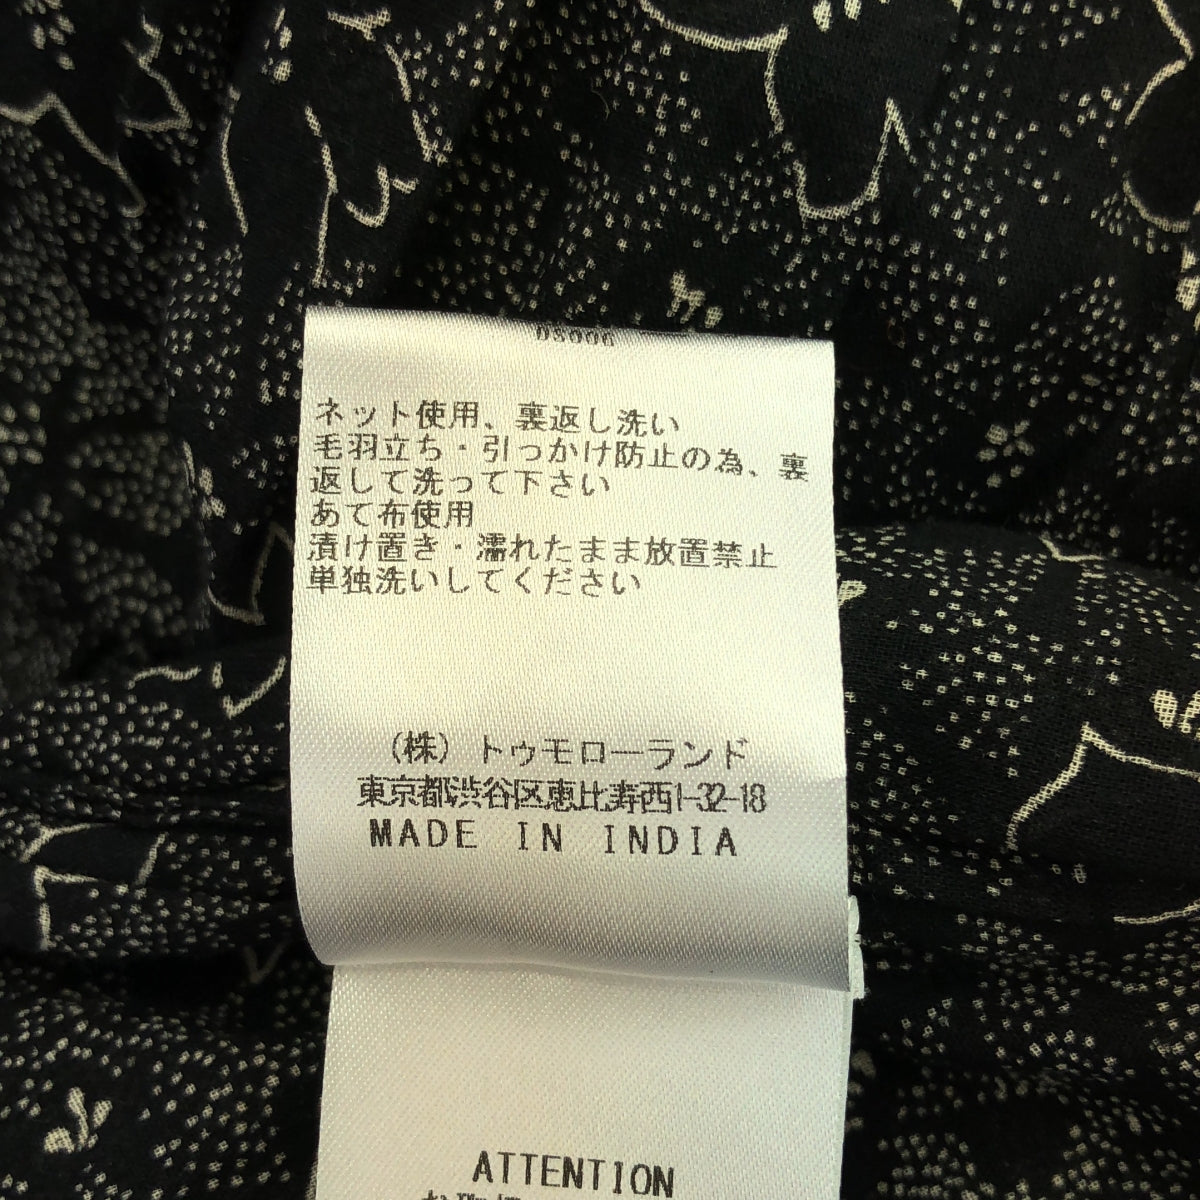 DS006
ネット使用、裏返し洗い
毛羽立ち・引っかけ防止の為、裏
返して洗って下さい
あて布使用
漬け置き・濡れたまま放置禁止
単独洗いしてください
(株)トゥモローランド
東京都渋谷区恵比寿西1-32-18
MADE IN INDIA
ATTENTION